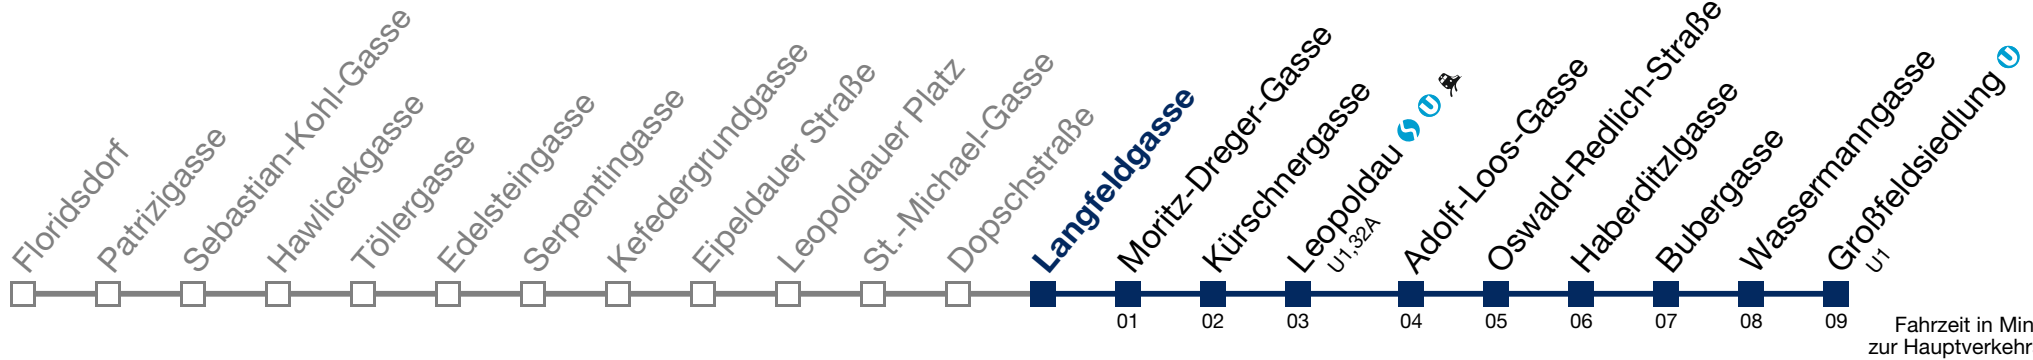 Floridsdorf
Patrizigasse
Sebastian-Kohl-Gasse
Hawlicekgasse
Töllergasse
Edelsteingasse
Serpentingasse
Kefedergrundgasse
Eipeldauer Straße
Leopoldauer Platz
St.-Michael-Gasse
Dopschstraße
Langfeldgasse
Moritz-Dreger-Gasse
Kürschnergasse
Leopoldau U
U1,32A
Adolf-Loos-Gasse
Oswald-Redlich-Straße
Haberditzlgasse
Bubergasse
Wassermanngasse
Großfeldsiedlung U
U1
01 02 03 04 05 06 07 08 09
Fahrzeit in Min
zur Hauptverkehr